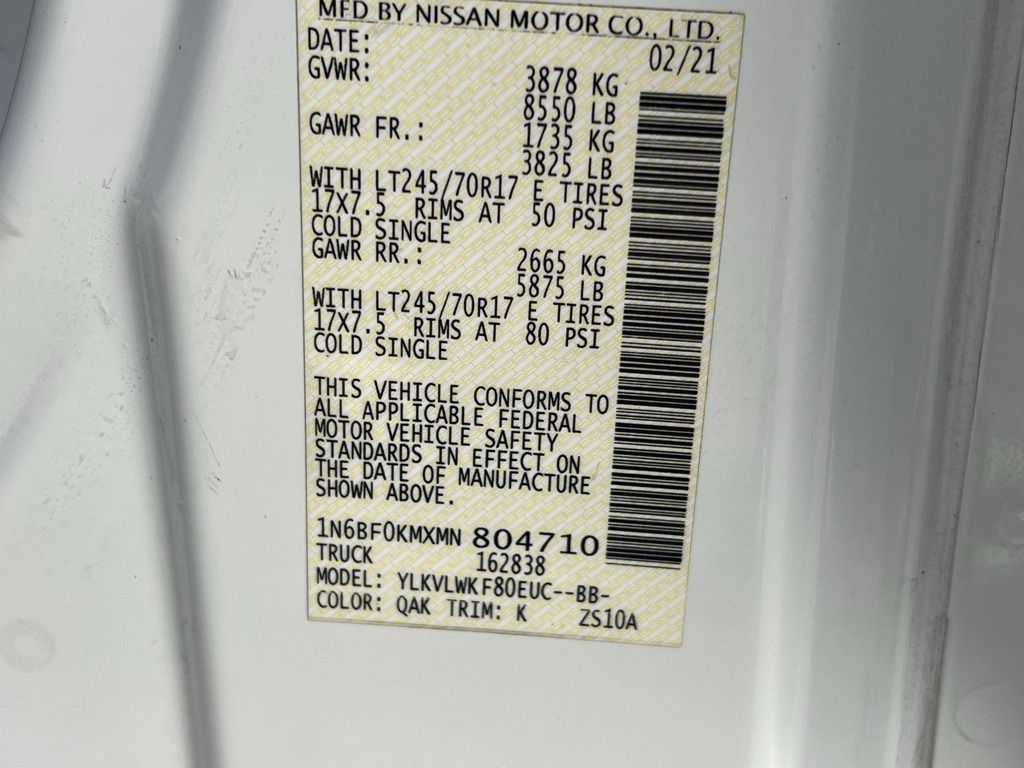 MFD BY NISSAN MOTOR CO., LTD.
DATE: 02/21
GVWR: 3878 KG
8550 LB
GAWR FR.: 1735 KG
3825 LB
WITH LT245/70R17 E TIRES
17X7.5 RIMS AT 50 PSI
COLD SINGLE
GAWR RR.: 2665 KG
5875 LB
WITH LT245/70R17 E TIRES
17X7.5 RIMS AT 80 PSI
COLD SINGLE
THIS VEHICLE CONFORMS TO
ALL APPLICABLE FEDERAL
MOTOR VEHICLE SAFETY
STANDARDS IN EFFECT ON
THE DATE OF MANUFACTURE
SHOWN ABOVE.
1N6BF0KMXMN 804710
TRUCK 162838
MODEL: YLKVLWKF80EUC--BB-
COLOR: QAK TRIM: K ZS10A